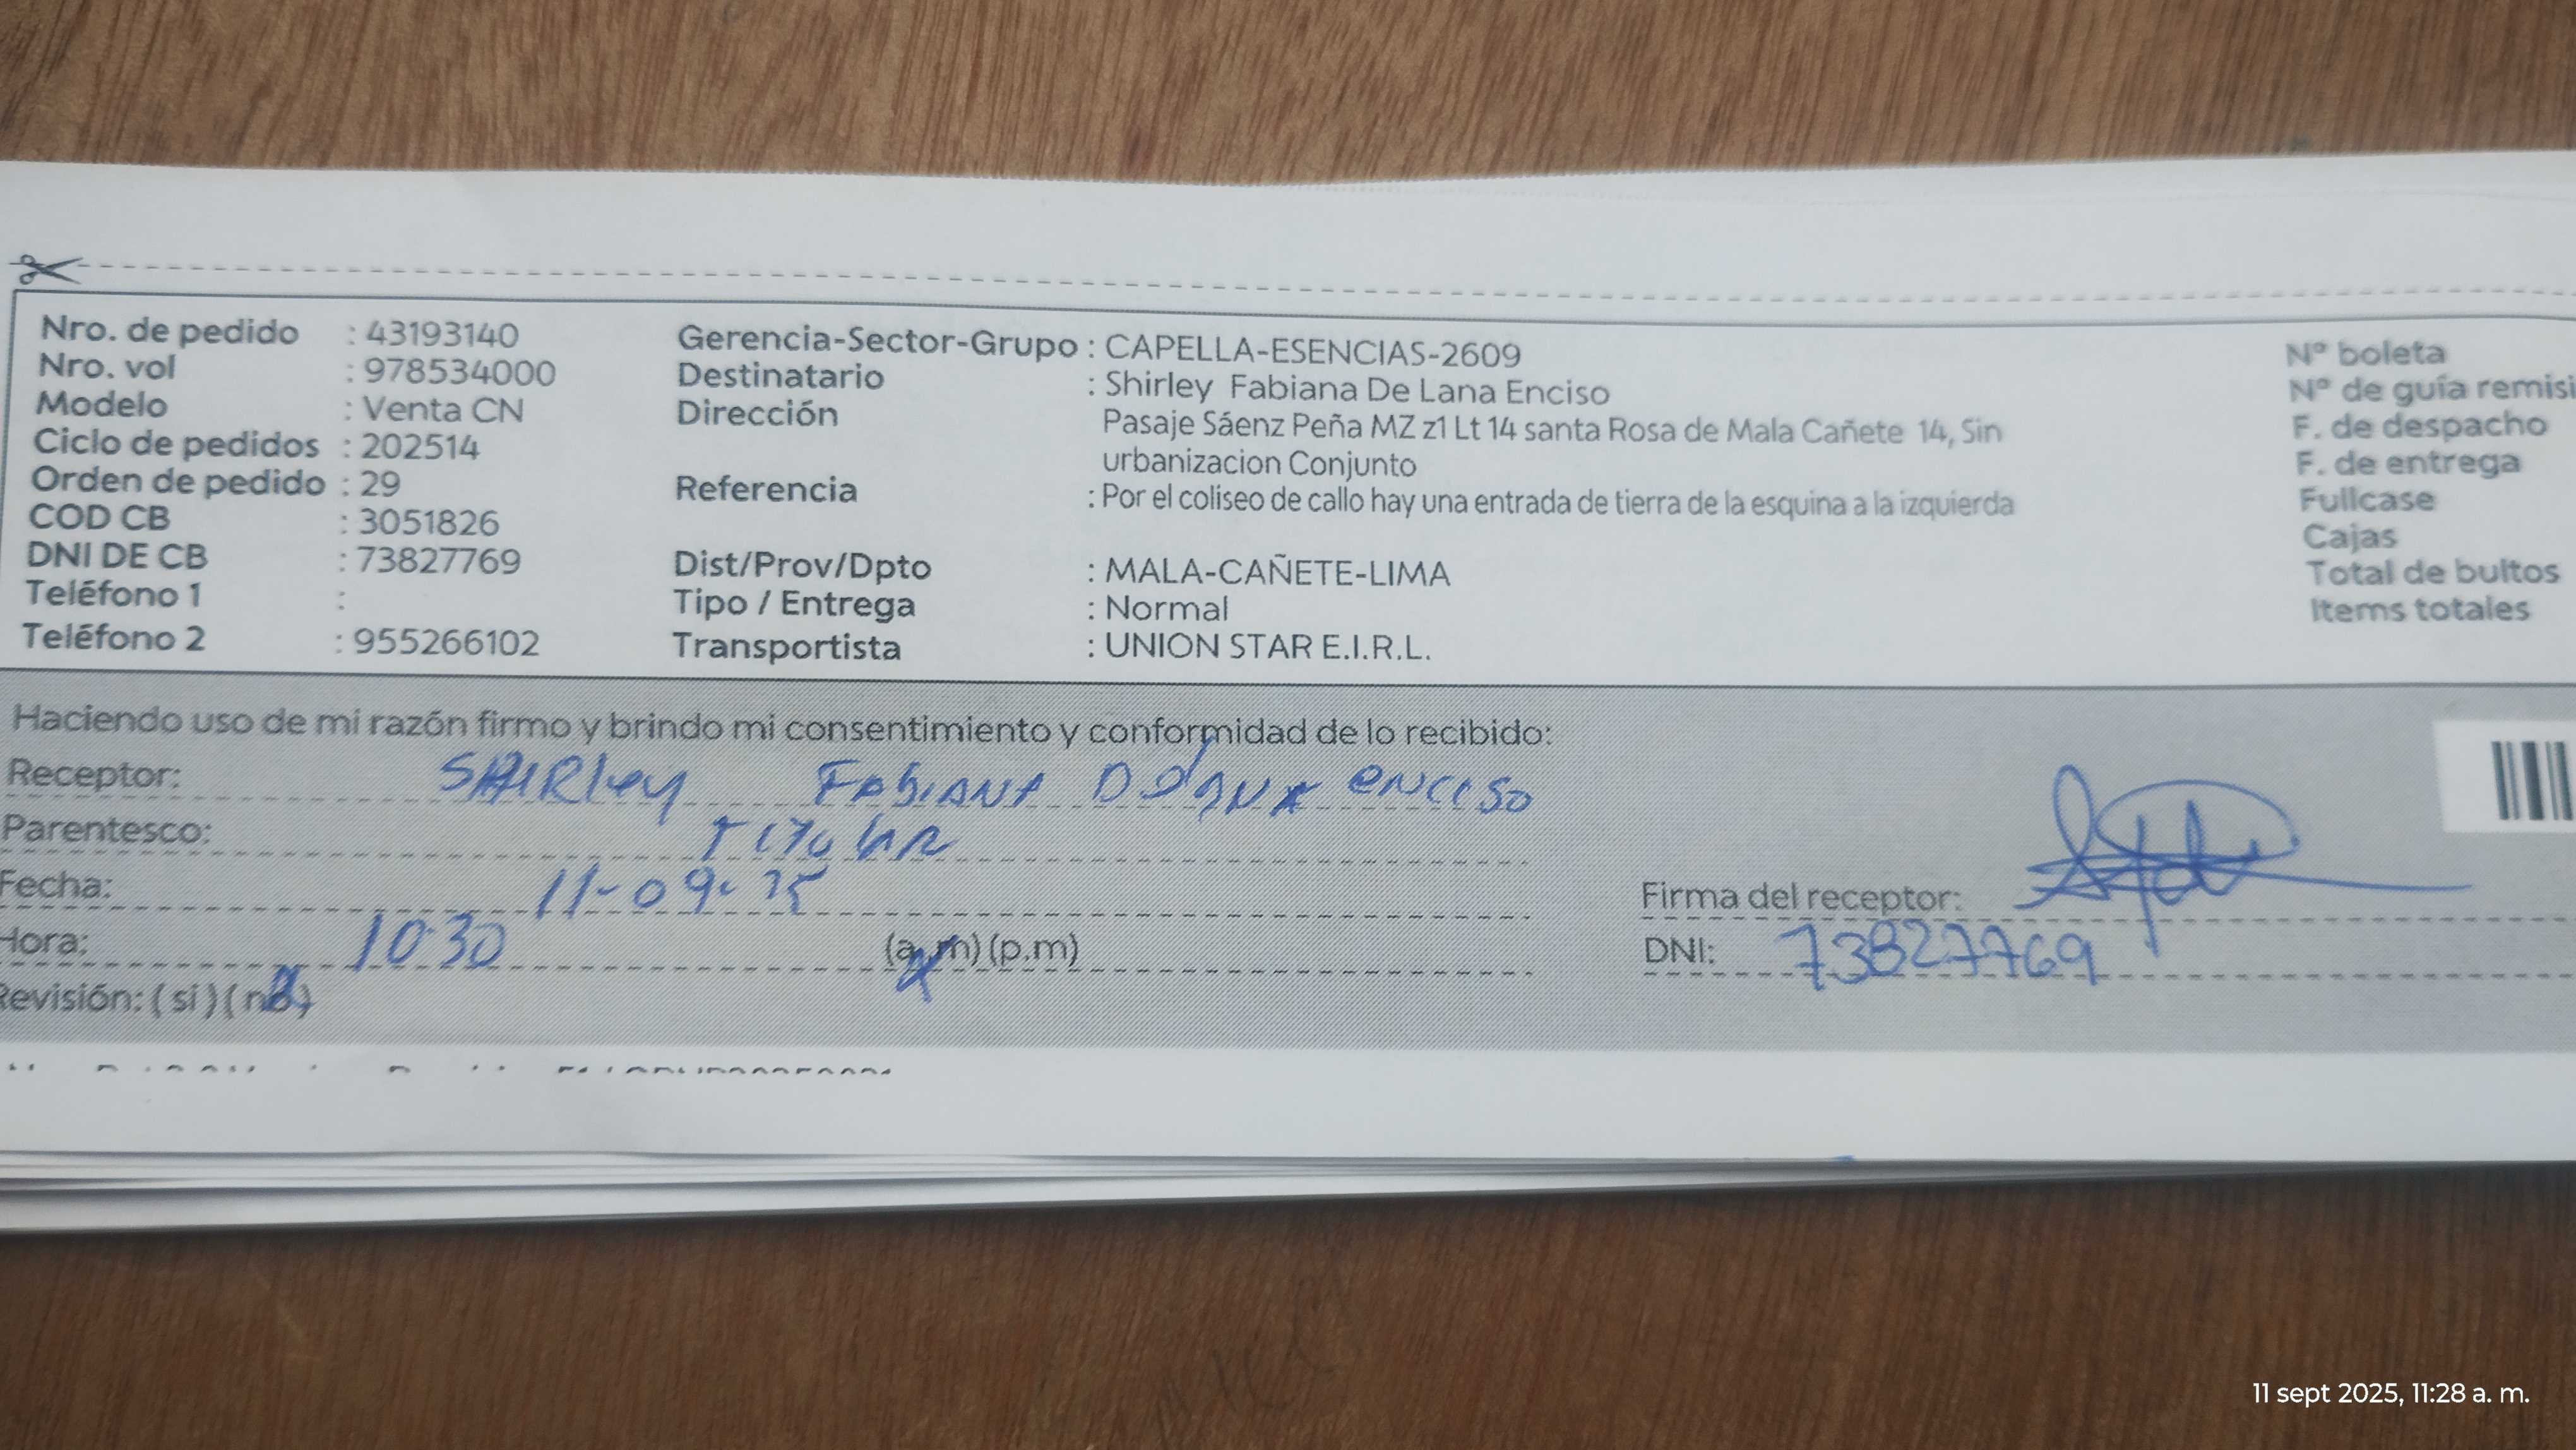 Nro. de pedido : 43193140
Nro. vol : 978534000
Modelo : Venta CN
Ciclo de pedidos : 202514
Orden de pedido : 29
COD CB : 3051826
DNI DE CB : 73827769
Teléfono 1 :
Teléfono 2 : 955266102
Gerencia-Sector-Grupo : CAPELLA-ESENCIAS-2609
Destinatario : Shirley Fabiana De Lana Enciso
Dirección Pasaje Sáenz Peña MZ z1 Lt 14 santa Rosa de Mala Cañete 14, Sin
urbanizacion Conjunto
Referencia : Por el coliseo de callo hay una entrada de tierra de la esquina a la izquierda
Dist/Prov/Dpto : MALA-CAÑETE-LIMA
Tipo / Entrega : Normal
Transportista : UNION STAR E.I.R.L.
Nº boleta
Nº de guía remisi
F. de despacho
F. de entrega
Fullcase
Cajas
Total de bultos
Items totales
Haciendo uso de mi razón firmo y brindo mi consentimiento y conformidad de lo recibido:
Receptor: SHIRley FABIANA enciso
Parentesco: TITULAR
Fecha: 11-09-25
Hora: 10:30 (a.m) (p.m)
Revisión: (si) (no)
Firma del receptor:
DNI: 73827769
11 sept 2025, 11:28 a. m.